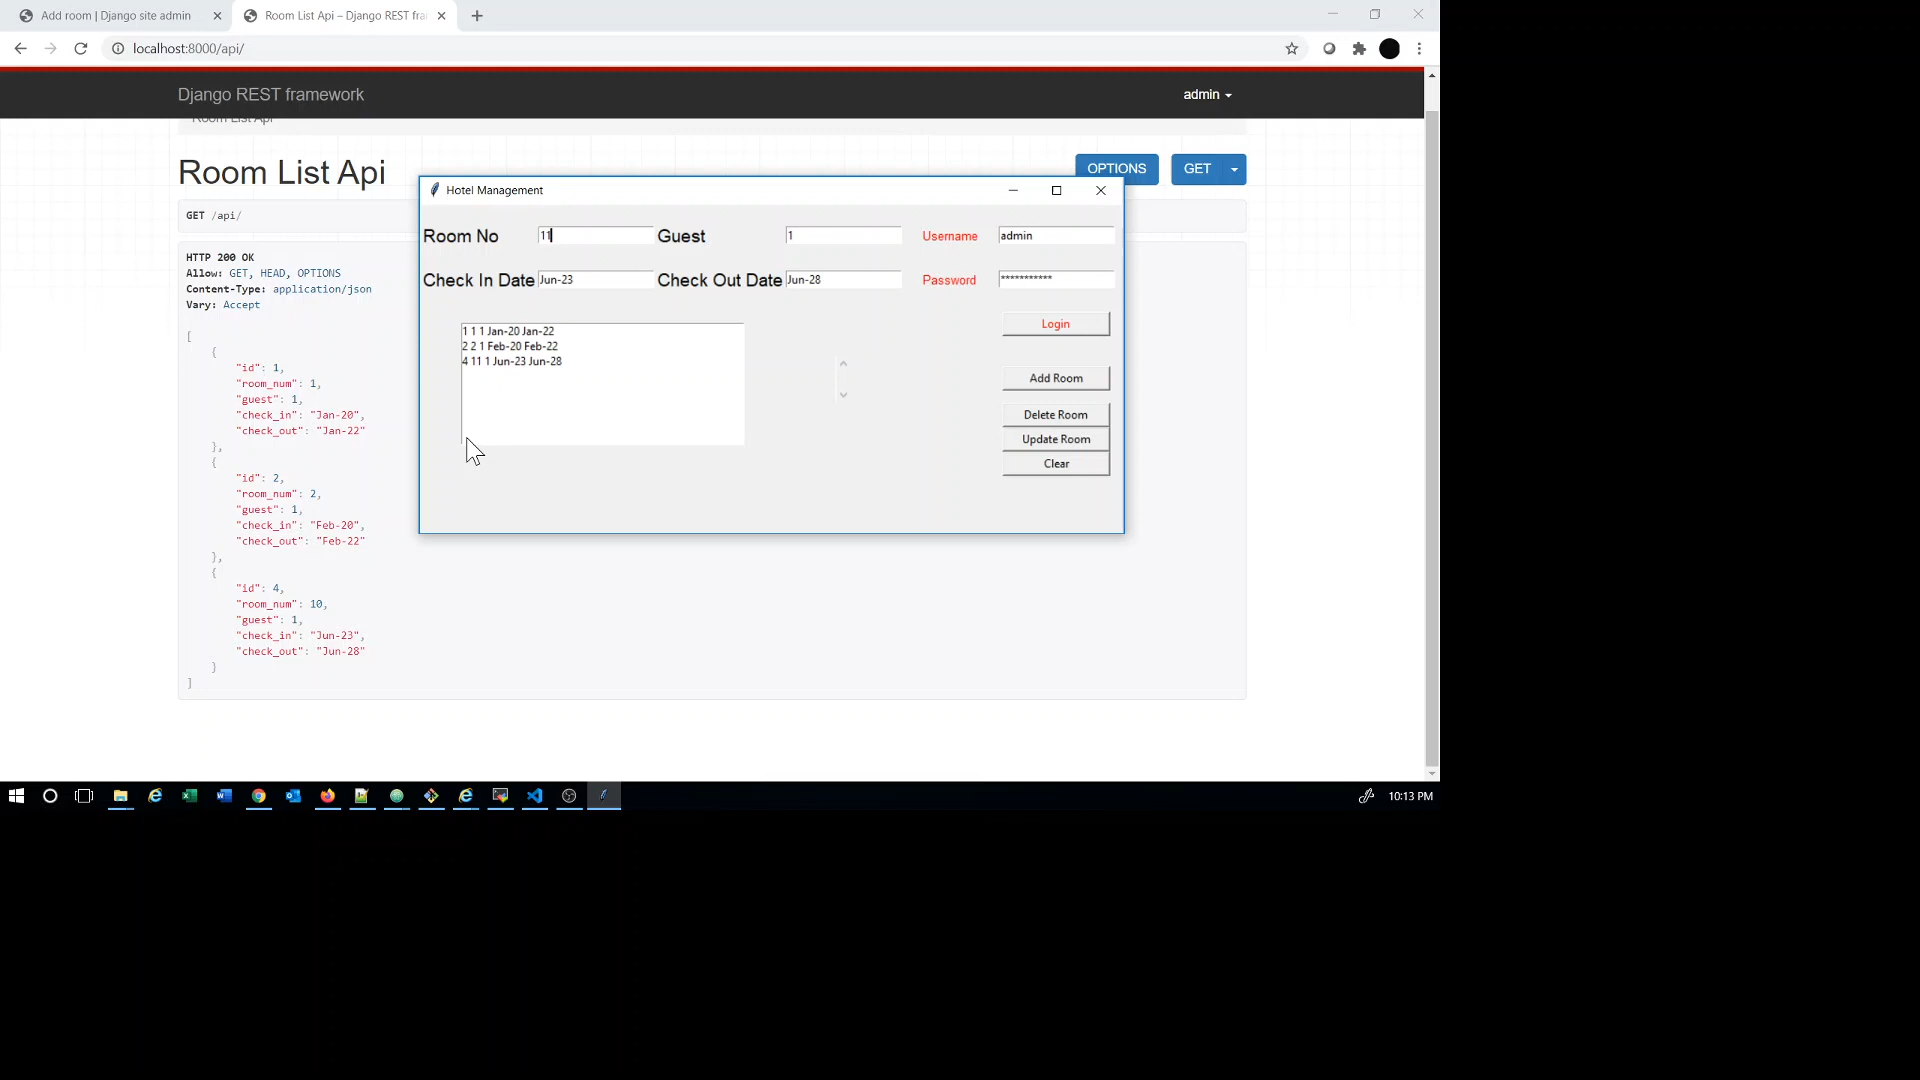 Add room | Django site admin
Room List Api – Django REST fra
localhost:8000/api/
Django REST framework
admin
Room List Api
Room List Api
OPTIONS
GET
GET /api/
HTTP 200 OK
Allow: GET, HEAD, OPTIONS
Content-Type: application/json
Vary: Accept
[
{
"id": 1,
"room_num": 1,
"guest": 1,
"check_in": "Jan-20",
"check_out": "Jan-22"
},
{
"id": 2,
"room_num": 2,
"guest": 1,
"check_in": "Feb-20",
"check_out": "Feb-22"
},
{
"id": 4,
"room_num": 10,
"guest": 1,
"check_in": "Jun-23",
"check_out": "Jun-28"
}
]
Hotel Management
Room No 11 Guest 1 Username admin
Check In Date Jun-23 Check Out Date Jun-28 Password ***********
1 1 1 Jan-20 Jan-22
2 2 1 Feb-20 Feb-22
4 11 1 Jun-23 Jun-28
Login
Add Room
Delete Room
Update Room
Clear
10:13 PM